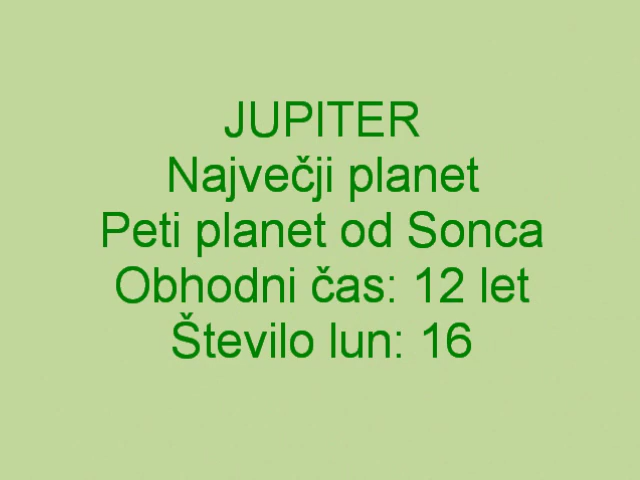 JUPITER
Največji planet
Peti planet od Sonca
Obhodni čas: 12 let
Število lun: 16